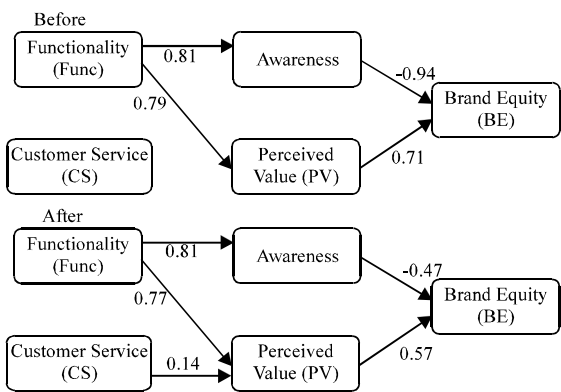 Before
Functionality
(Func)
0.81
Awareness
-0.94
Brand Equity
(BE)
0.79
Customer Service
(CS)
Perceived
Value (PV)
0.71
After
Functionality
(Func)
0.81
Awareness
-0.47
Brand Equity
(BE)
0.77
Customer Service
(CS)
0.14
Perceived
Value (PV)
0.57